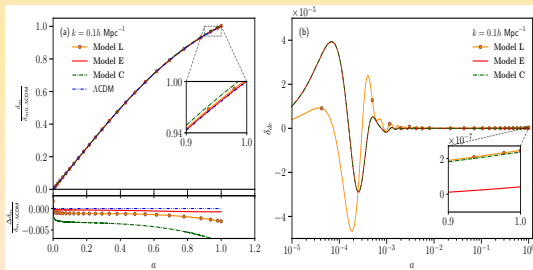 (a) k = 0.1h Mpc⁻¹
Model L
Model E
Model C
ΛCDM
1.0
0.8
0.6
0.4
0.2
0.0
δₘ / δₘ,ΛCDM
1.00
0.94
0.9 1.0
0.000
−0.005
Δδₘ / δₘ,ΛCDM
0.0 0.2 0.4 0.6 0.8 1.0 1.2
a
×10⁻⁵
(b) k = 0.1h Mpc⁻¹
Model L
Model E
Model C
4
2
0
−2
−4
δ_de
×10⁻⁷
2
0
0.9 1.0
10⁻⁵ 10⁻⁴ 10⁻³ 10⁻² 10⁻¹ 10⁰
a